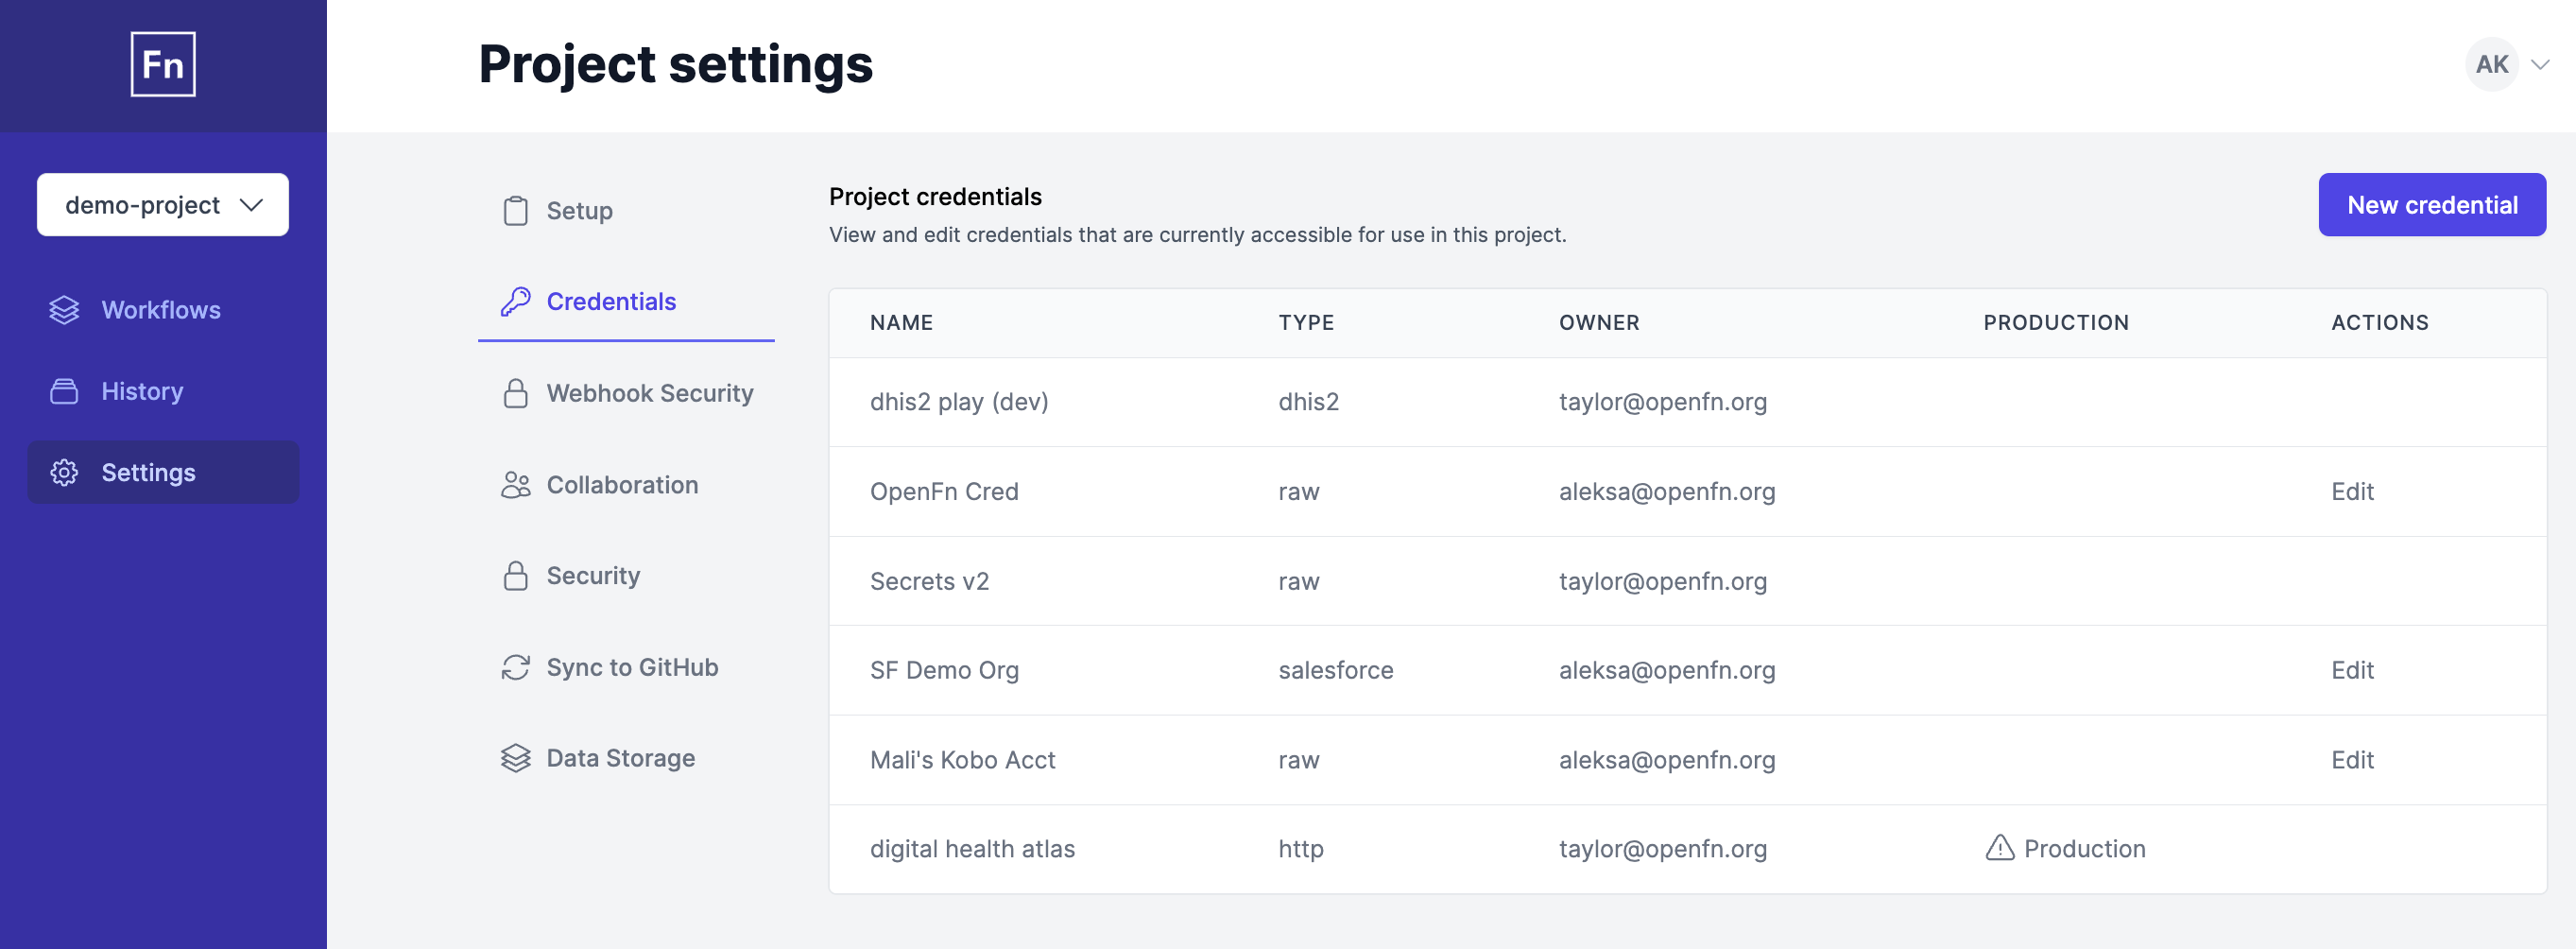 Fn
Project settings
AK
demo-project
Workflows
History
Settings
Setup
Credentials
Webhook Security
Collaboration
Security
Sync to GitHub
Data Storage
Project credentials
View and edit credentials that are currently accessible for use in this project.
New credential
NAME TYPE OWNER PRODUCTION ACTIONS
dhis2 play (dev) dhis2 taylor@openfn.org
OpenFn Cred raw aleksa@openfn.org Edit
Secrets v2 raw taylor@openfn.org
SF Demo Org salesforce aleksa@openfn.org Edit
Mali's Kobo Acct raw aleksa@openfn.org Edit
digital health atlas http taylor@openfn.org Production